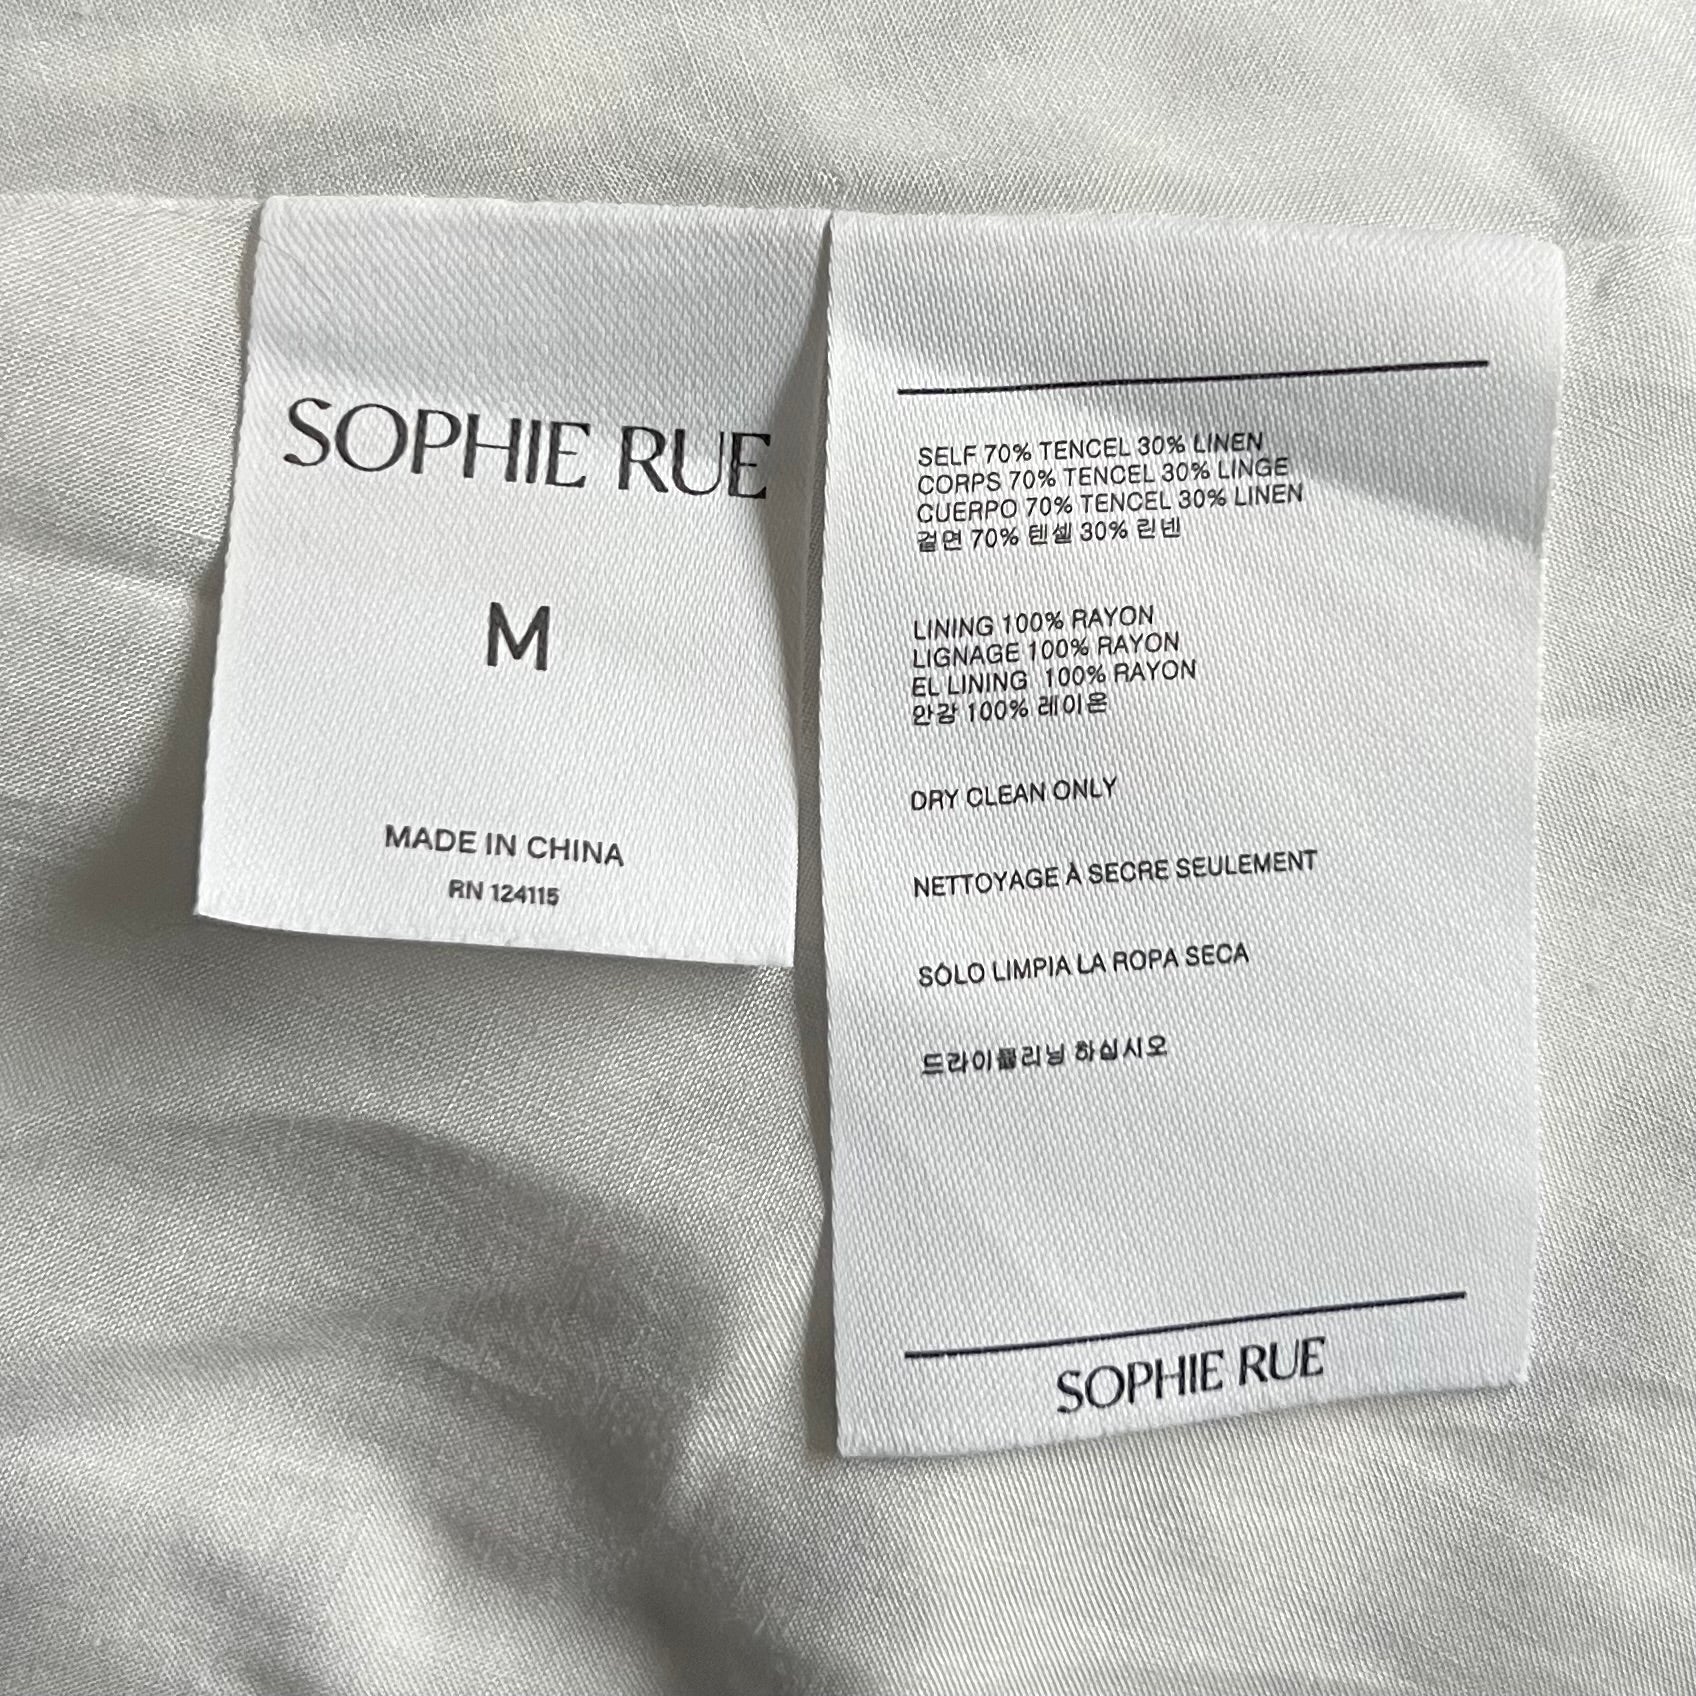 SOPHIE RUE
M
MADE IN CHINA
RN 124115
SELF 70% TENCEL 30% LINEN
CORPS 70% TENCEL 30% LINGE
CUERPO 70% TENCEL 30% LINEN
겉면 70% 텐셀 30% 린넨
LINING 100% RAYON
LIGNAGE 100% RAYON
EL LINING 100% RAYON
안감 100% 레이온
DRY CLEAN ONLY
NETTOYAGE À SECRE SEULEMENT
SÓLO LIMPIA LA ROPA SECA
드라이클리닝 하십시오
SOPHIE RUE